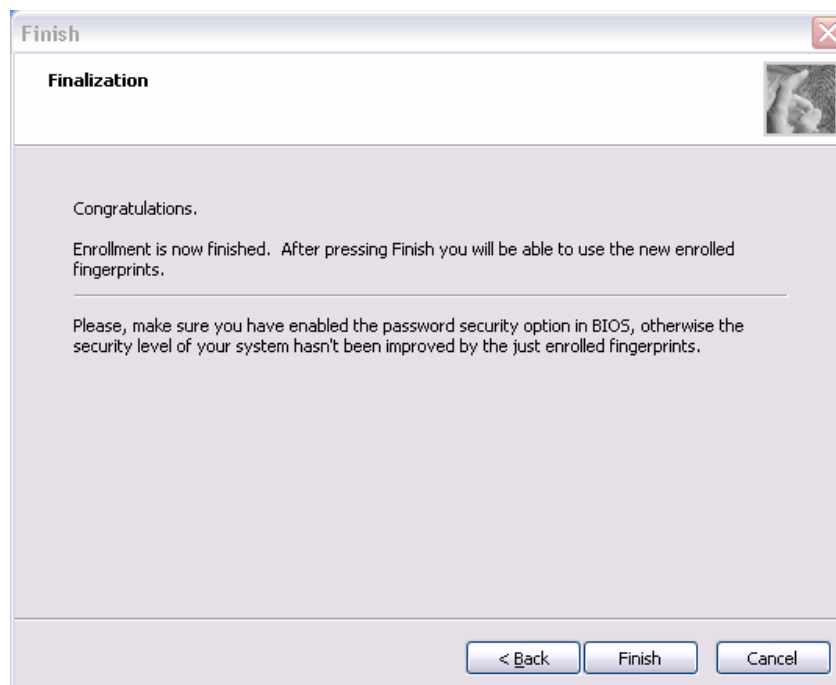 Finish
Finalization
Congratulations.
Enrollment is now finished.  After pressing Finish you will be able to use the new enrolled
fingerprints.
Please, make sure you have enabled the password security option in BIOS, otherwise the
security level of your system hasn't been improved by the just enrolled fingerprints.
< Back
Finish
Cancel